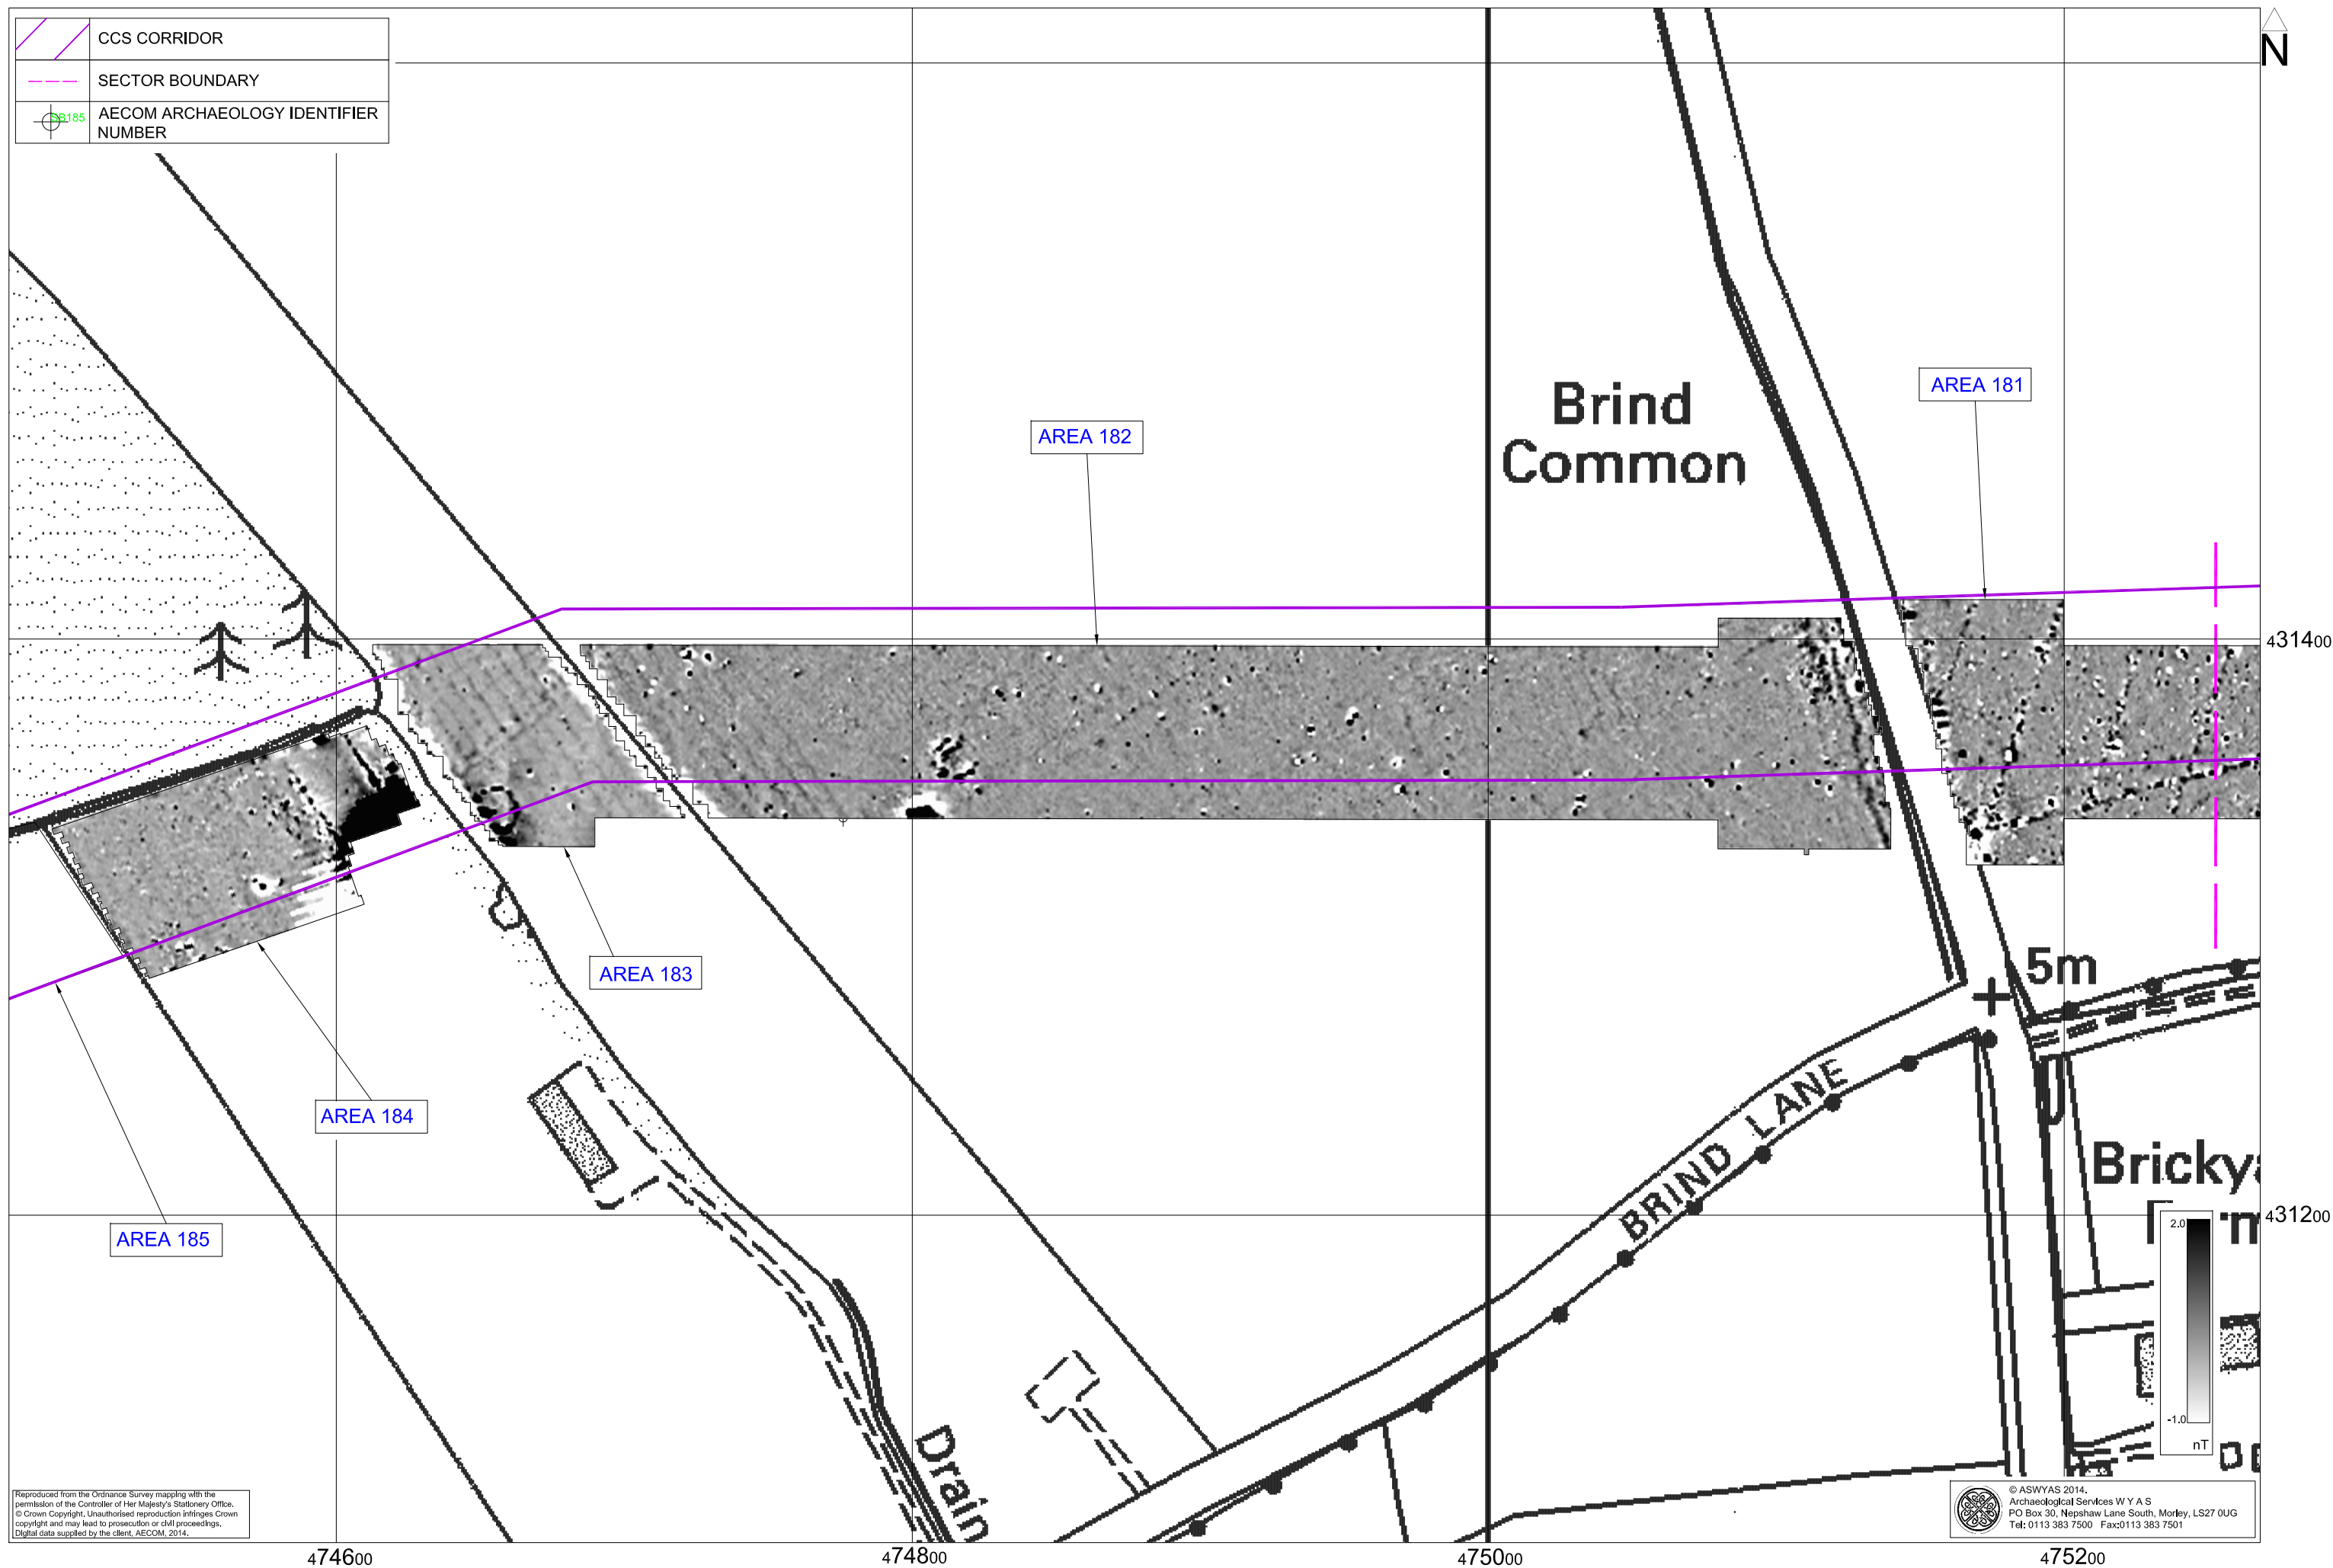 CCS CORRIDOR
SECTOR BOUNDARY
SB185
AECOM ARCHAEOLOGY IDENTIFIER
NUMBER
N
Brind
Common
AREA 181
AREA 182
431400
AREA 183
5m
AREA 184
BRIND LANE
AREA 185
Bricky
431200
2.0
-1.0
nT
Drain
Reproduced from the Ordnance Survey mapping with the
permission of the Controller of Her Majesty's Stationery Office.
© Crown Copyright, Unauthorised reproduction infringes Crown
copyright and may lead to prosecution or civil proceedings,
Digital data supplied by the client, AECOM, 2014.
© ASWYAS 2014.
Archaeological Services W Y A S
PO Box 30, Nepshaw Lane South, Morley, LS27 0UG
Tel: 0113 383 7500 Fax:0113 383 7501
474600
474800
475000
475200